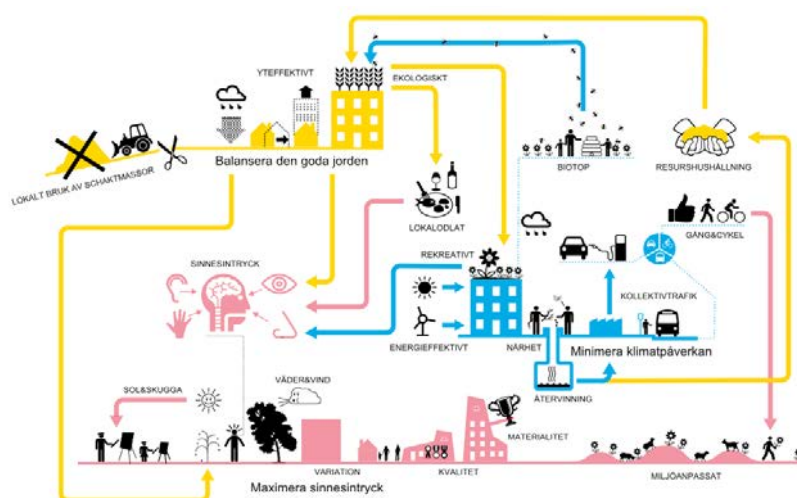 YTEFFEKTIVT
EKOLOGISKT
LOKALT BRUK AV SCHAKTMASSOR
Balansera den goda jorden
BIOTOP
RESURSHUSHÅLLNING
LOKALODLAT
GÅNG&CYKEL
SINNESINTRYCK
REKREATIVT
KOLLEKTIVTRAFIK
ENERGIEFFEKTIVT
NÄRHET
Minimera klimatpåverkan
SOL&SKUGGA
VÄDER&VIND
ÅTERVINNING
MATERIALITET
VARIATION
KVALITET
MILJÖANPASSAT
Maximera sinnesintryck